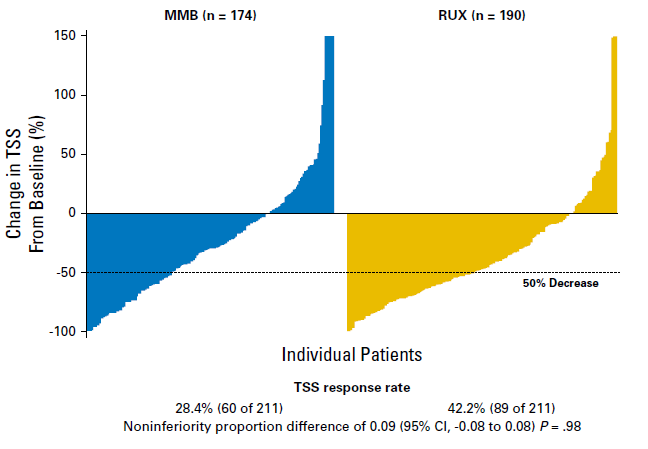 MMB (n = 174)
RUX (n = 190)
Change in TSS
From Baseline (%)
150
100
50
0
-50
-100
50% Decrease
Individual Patients
TSS response rate
28.4% (60 of 211)
42.2% (89 of 211)
Noninferiority proportion difference of 0.09 (95% CI, -0.08 to 0.08) P = .98